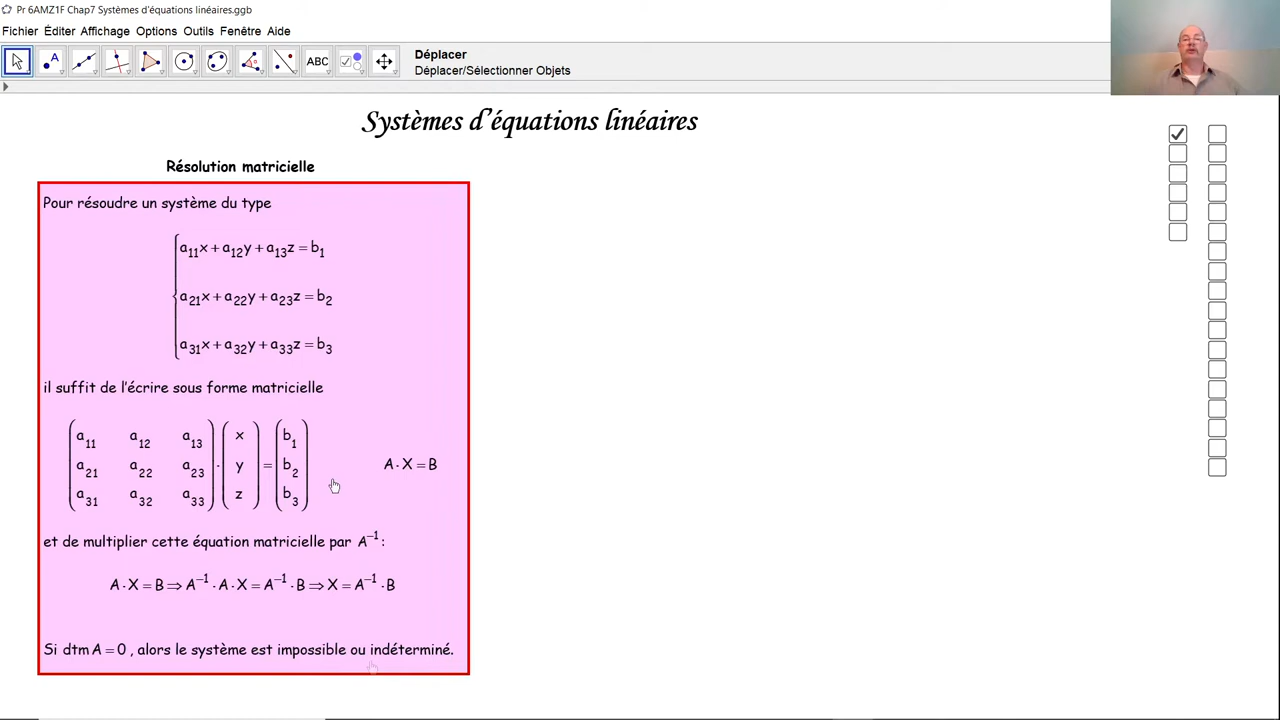 Pr 6AMZ1F Chap7 Systèmes d'équations linéaires.ggb
Fichier Éditer Affichage Options Outils Fenêtre Aide
A ABC
Déplacer
Déplacer/Sélectionner Objets
Systèmes d'équations linéaires
Résolution matricielle
Pour résoudre un système du type
a11x + a12y + a13z = b1
a21x + a22y + a23z = b2
a31x + a32y + a33z = b3
il suffit de l'écrire sous forme matricielle
a11 a12 a13 x b1
a21 a22 a23 · y = b2 A · X = B
a31 a32 a33 z b3
et de multiplier cette équation matricielle par A⁻¹ :
A · X = B ⇒ A⁻¹ · A · X = A⁻¹ · B ⇒ X = A⁻¹ · B
Si dtm A = 0 , alors le système est impossible ou indéterminé.